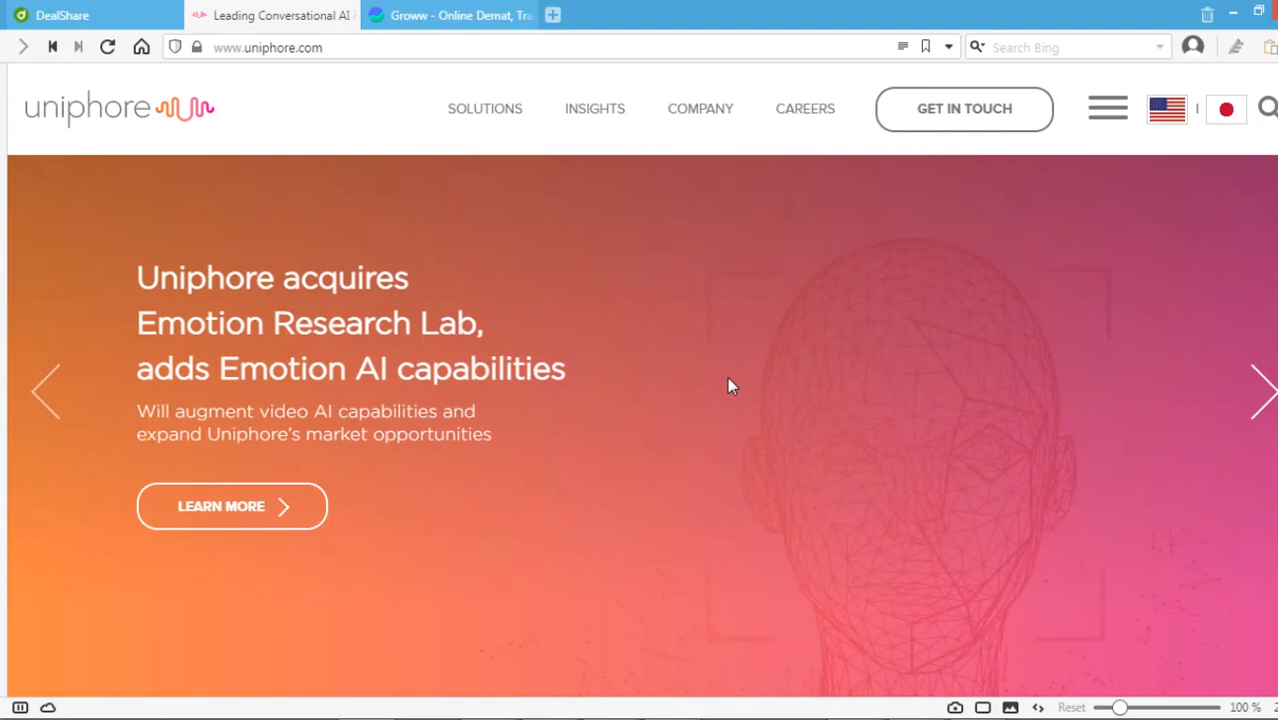 DealShare
Leading Conversational AI
Groww - Online Demat, Tra
www.uniphore.com
Search Bing
uniphore
SOLUTIONS
INSIGHTS
COMPANY
CAREERS
GET IN TOUCH
Uniphore acquires
Emotion Research Lab,
adds Emotion AI capabilities
Will augment video AI capabilities and
expand Uniphore's market opportunities
LEARN MORE
Reset
100 %